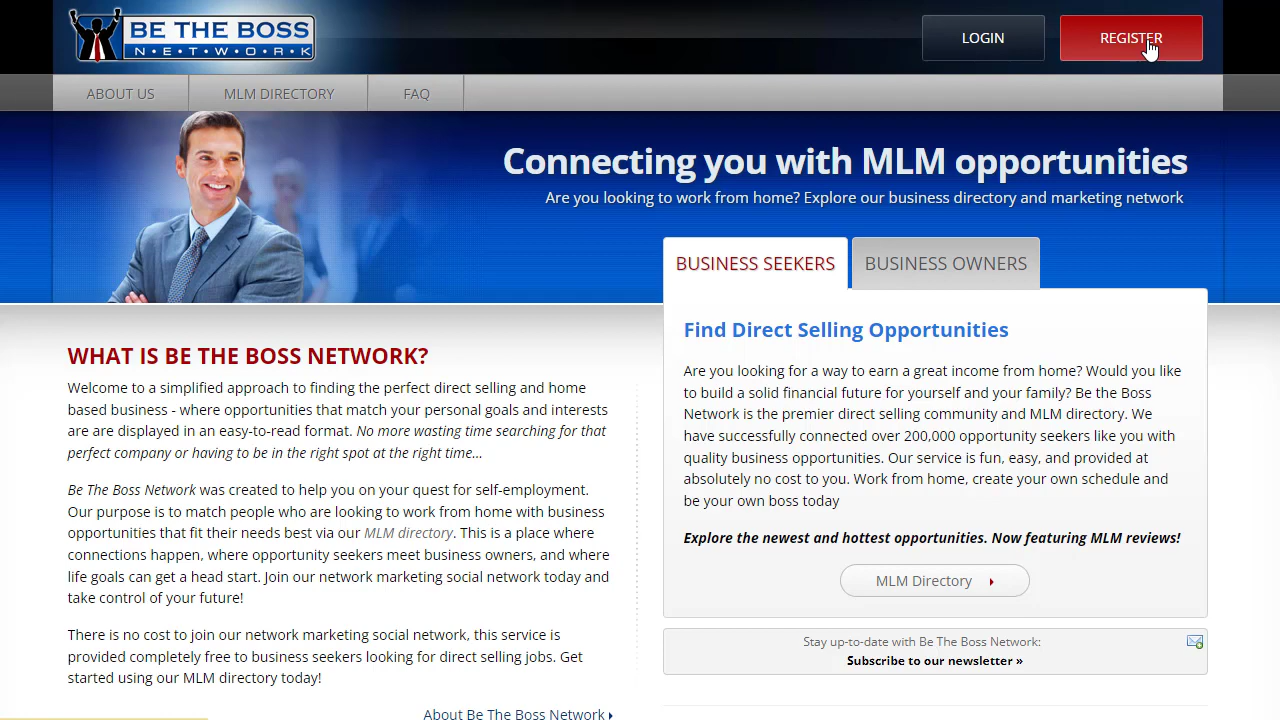 BE THE BOSS
N•E•T•W•O•R•K
LOGIN
REGISTER
ABOUT US
MLM DIRECTORY
FAQ
Connecting you with MLM opportunities
Are you looking to work from home? Explore our business directory and marketing network
BUSINESS SEEKERS
BUSINESS OWNERS
WHAT IS BE THE BOSS NETWORK?
Welcome to a simplified approach to finding the perfect direct selling and home
based business - where opportunities that match your personal goals and interests
are are displayed in an easy-to-read format. No more wasting time searching for that
perfect company or having to be in the right spot at the right time...
Be The Boss Network was created to help you on your quest for self-employment.
Our purpose is to match people who are looking to work from home with business
opportunities that fit their needs best via our MLM directory. This is a place where
connections happen, where opportunity seekers meet business owners, and where
life goals can get a head start. Join our network marketing social network today and
take control of your future!
There is no cost to join our network marketing social network, this service is
provided completely free to business seekers looking for direct selling jobs. Get
started using our MLM directory today!
About Be The Boss Network
Find Direct Selling Opportunities
Are you looking for a way to earn a great income from home? Would you like
to build a solid financial future for yourself and your family? Be the Boss
Network is the premier direct selling community and MLM directory. We
have successfully connected over 200,000 opportunity seekers like you with
quality business opportunities. Our service is fun, easy, and provided at
absolutely no cost to you. Work from home, create your own schedule and
be your own boss today
Explore the newest and hottest opportunities. Now featuring MLM reviews!
MLM Directory
Stay up-to-date with Be The Boss Network:
Subscribe to our newsletter »